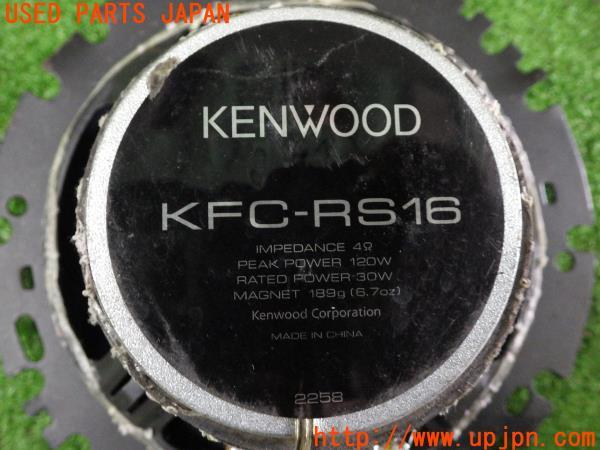 USED PARTS JAPAN
KENWOOD
KFC-RS16
IMPEDANCE 4Ω
PEAK POWER 120W
RATED POWER 30W
MAGNET 189g (6.7oz)
Kenwood Corporation
MADE IN CHINA
2258
http://www.upjpn.com